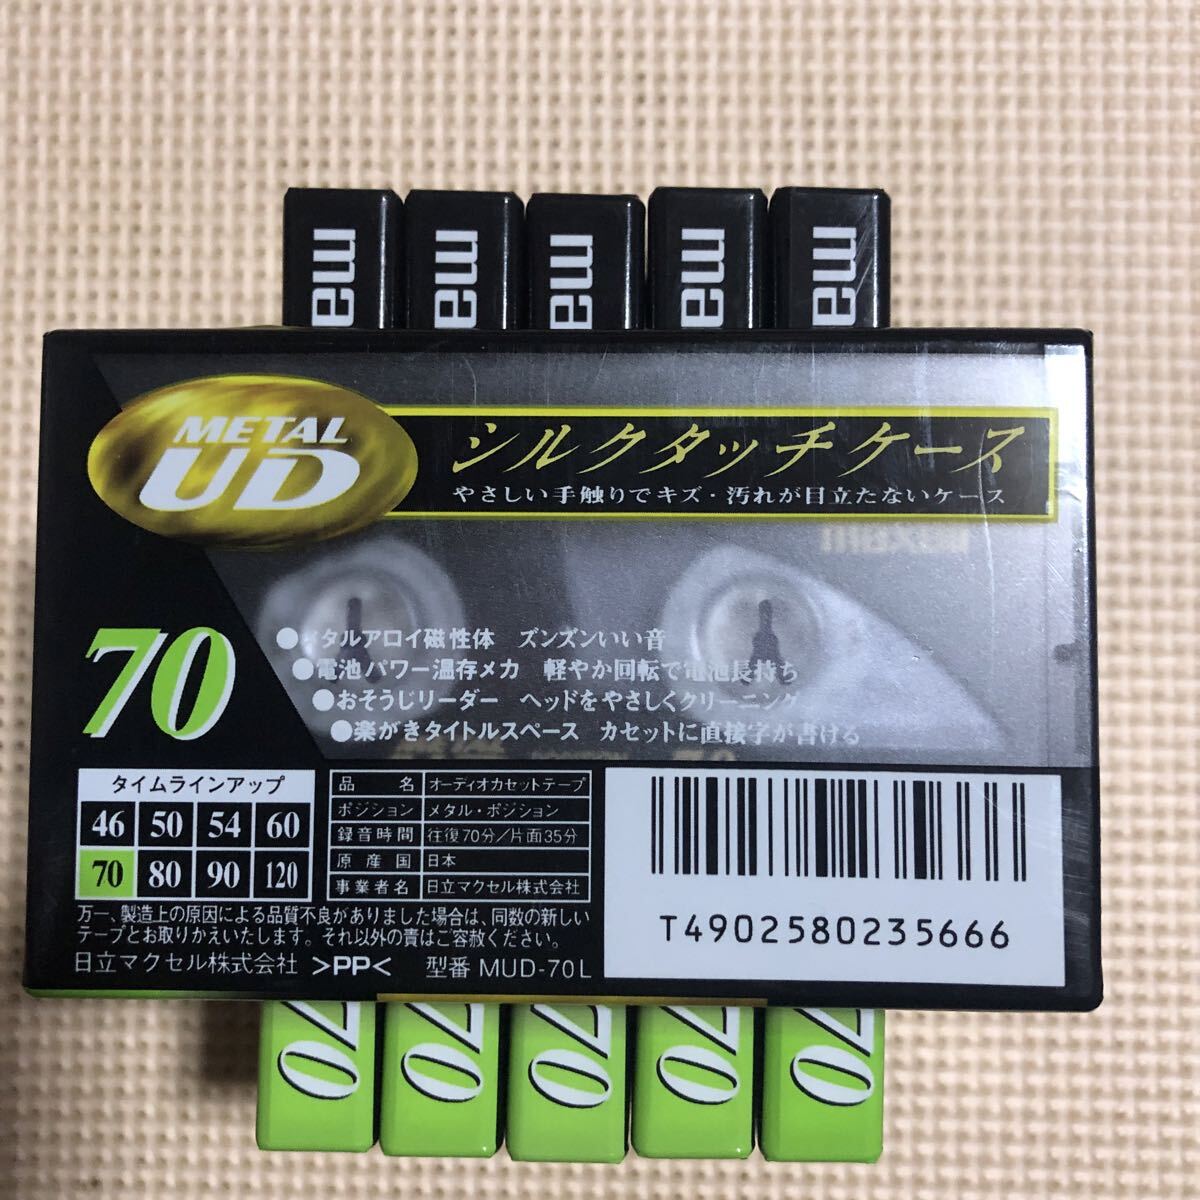 ma
ma
ma
ma
ma
METAL
UD
シルクタッチケース
やさしい手触りでキズ・汚れが目立たないケース
maxell
70
●メタルアロイ磁性体 ズンズンいい音
●電池パワー温存メカ 軽やか回転で電池長持ち
●おそうじリーダー ヘッドをやさしくクリーニング
●楽がきタイトルスペース カセットに直接字が書ける
タイムラインアップ
46 50 54 60
70 80 90 120
品名 オーディオカセットテープ
ポジション メタル・ポジション
録音時間 往復70分/片面35分
原産国 日本
事業者名 日立マクセル株式会社
万一、製造上の原因による品質不良がありました場合は、同数の新しい
テープとお取りかえいたします。それ以外の責はご容赦ください。
日立マクセル株式会社 >PP< 型番 MUD-70L
T4902580235666
70
70
70
70
70